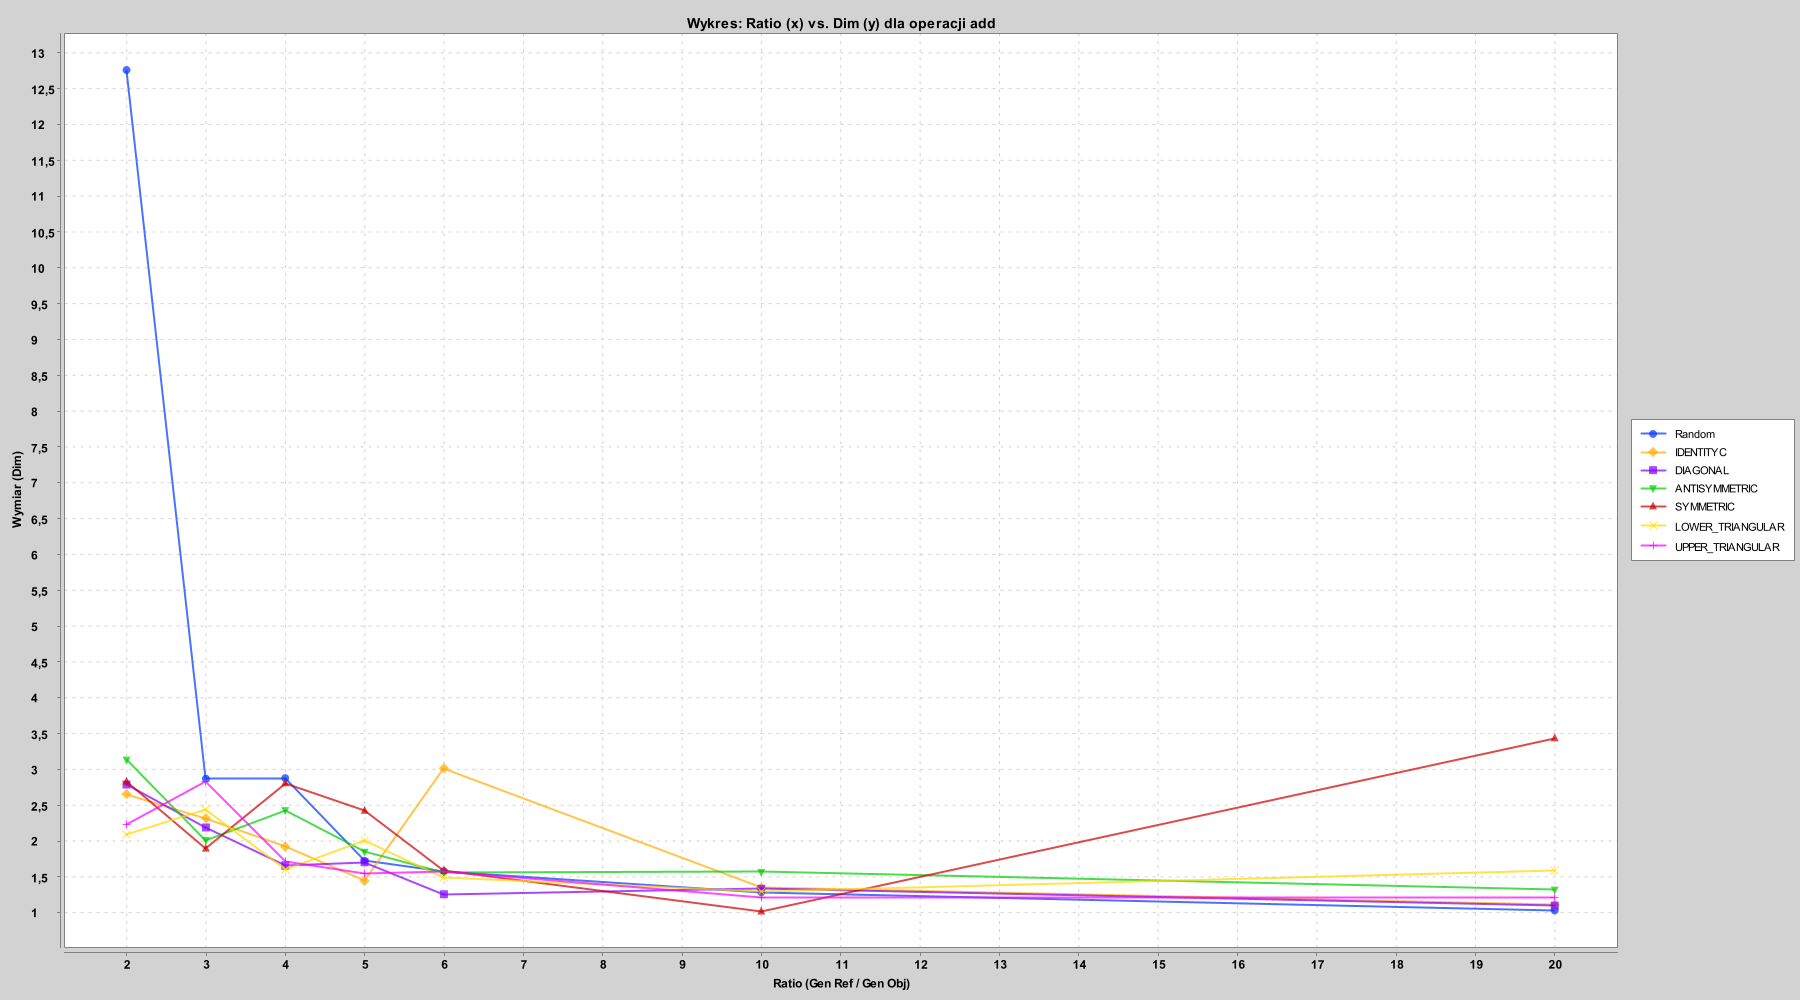 Wykres: Ratio (x) vs. Dim (y) dla operacji add
13
12,5
12
11,5
11
10,5
10
9,5
9
8,5
8
7,5
7
6,5
6
5,5
5
4,5
4
3,5
3
2,5
2
1,5
1
Wymiar (Dim)
2 3 4 5 6 7 8 9 10 11 12 13 14 15 16 17 18 19 20
Ratio (Gen Ref / Gen Obj)
Random
IDENTITYC
DIAGONAL
ANTISYMMETRIC
SYMMETRIC
LOWER_TRIANGULAR
UPPER_TRIANGULAR